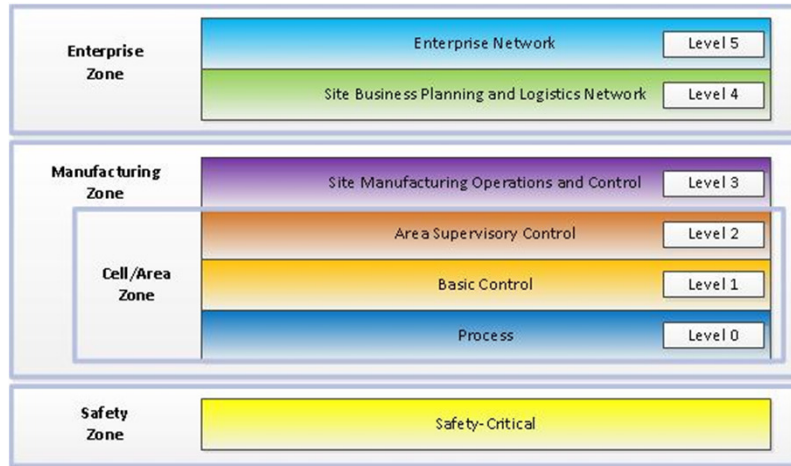 Enterprise
Zone
Enterprise Network
Level 5
Site Business Planning and Logistics Network
Level 4
Manufacturing
Zone
Site Manufacturing Operations and Control
Level 3
Cell/Area
Zone
Area Supervisory Control
Level 2
Basic Control
Level 1
Process
Level 0
Safety
Zone
Safety-Critical